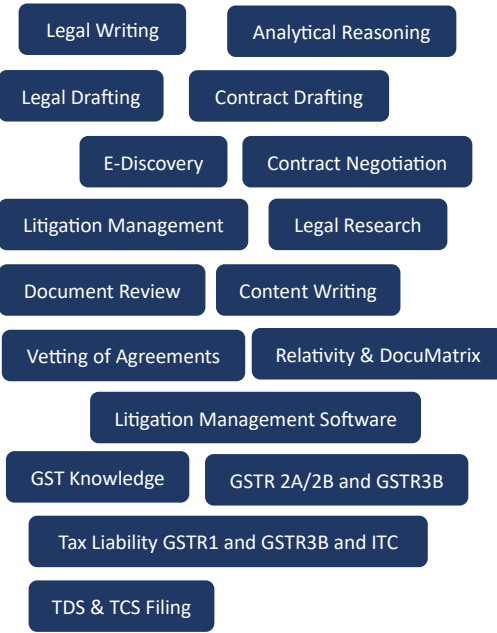 Legal Writing
Analytical Reasoning
Legal Drafting
Contract Drafting
E-Discovery
Contract Negotiation
Litigation Management
Legal Research
Document Review
Content Writing
Vetting of Agreements
Relativity & DocuMatrix
Litigation Management Software
GST Knowledge
GSTR 2A/2B and GSTR3B
Tax Liability GSTR1 and GSTR3B and ITC
TDS & TCS Filing